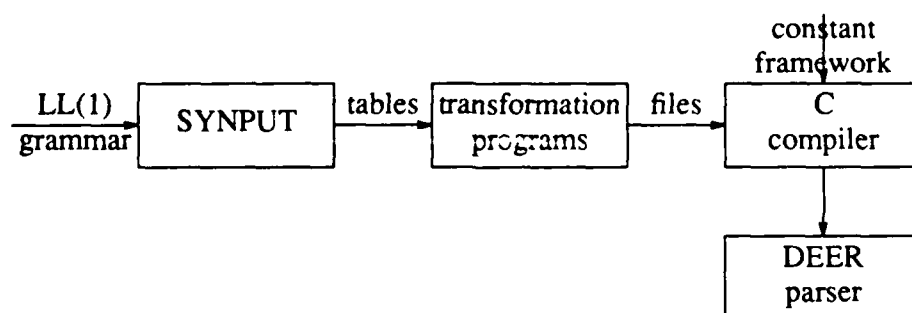 constant
framework
LL(1)
grammar
SYNPUT
tables
transformation
programs
files
C
compiler
DEER
parser